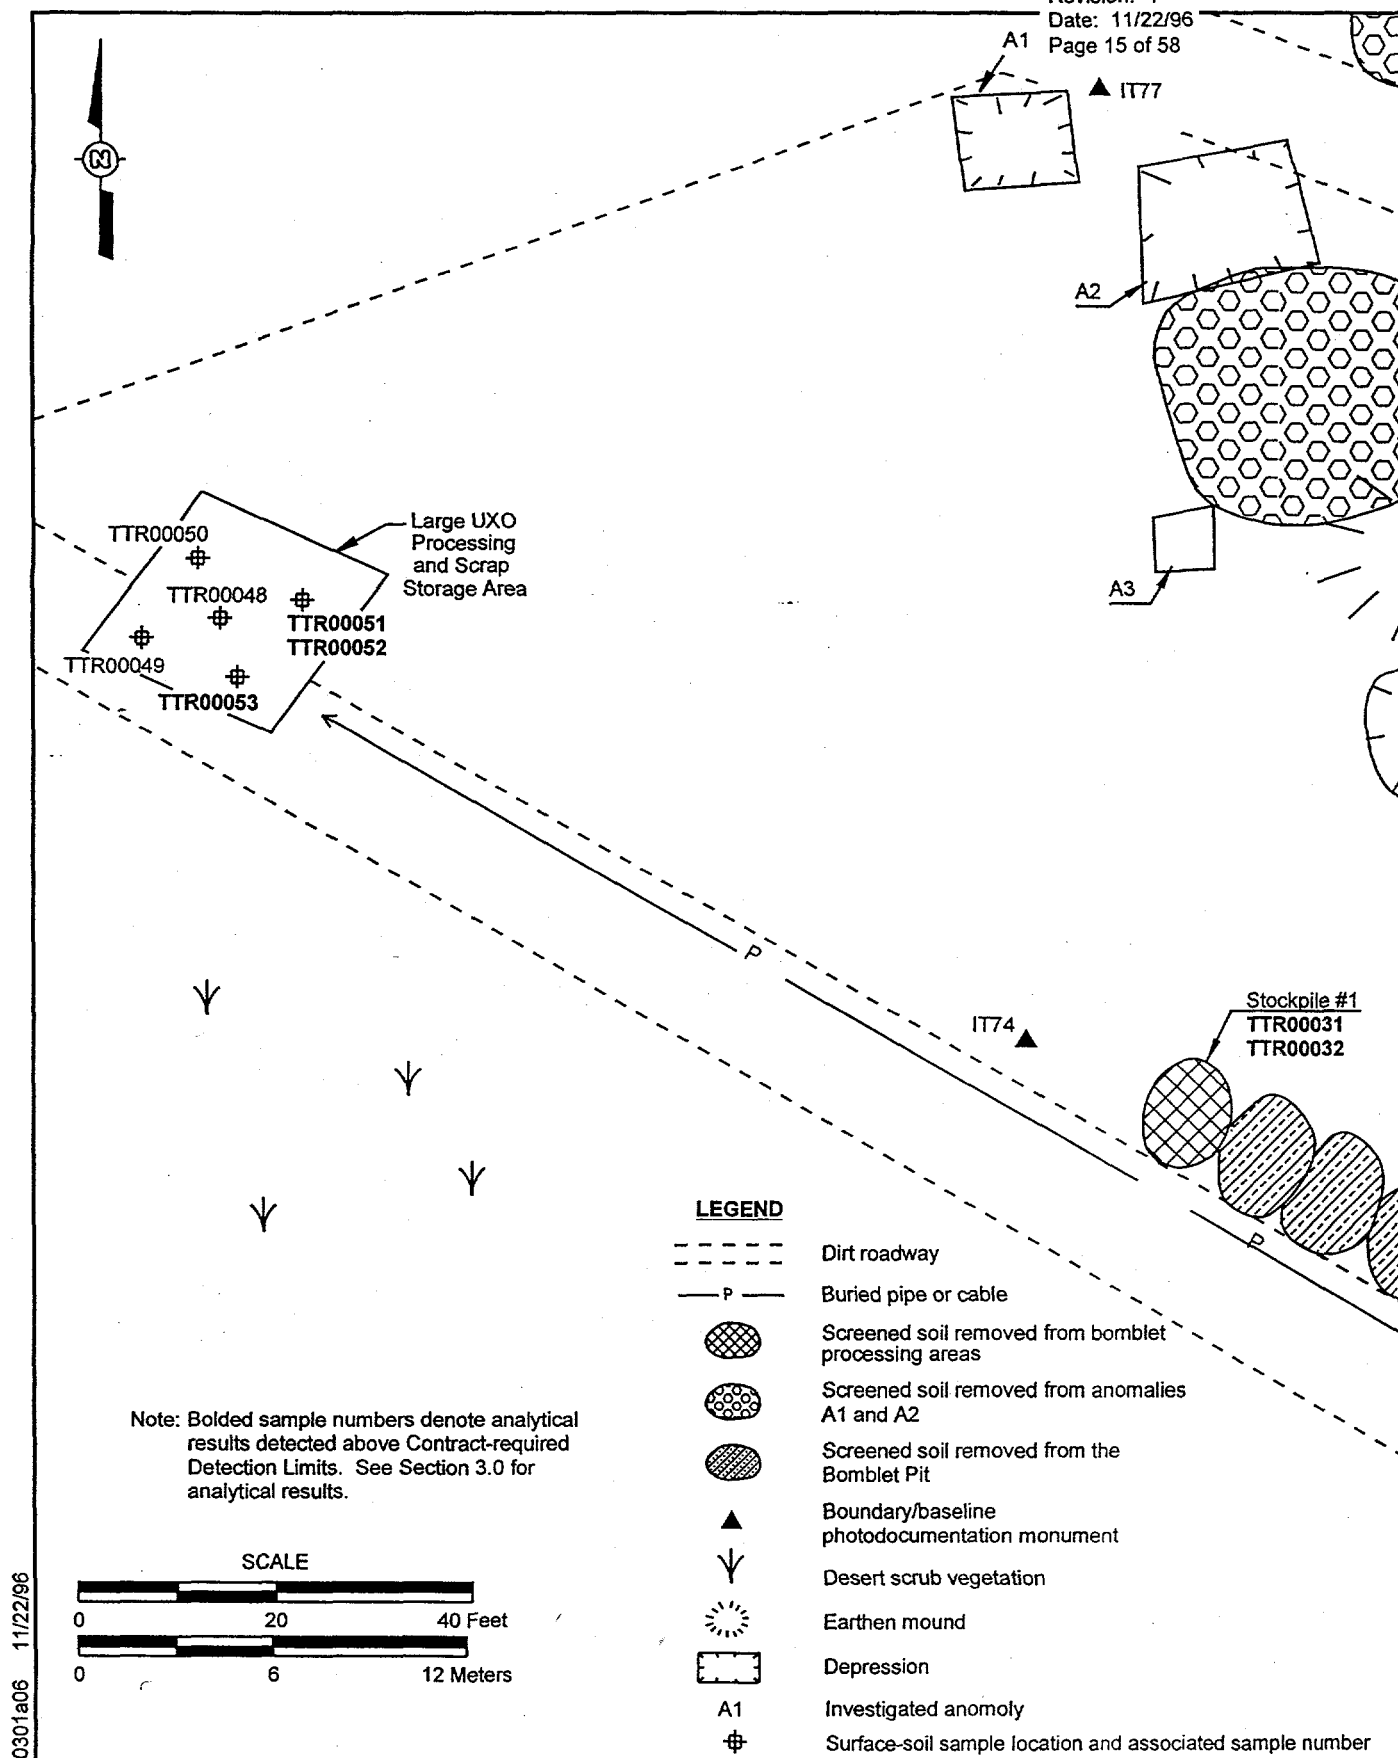 Date: 11/22/96
Page 15 of 58
A1
IT77
N
A2
A3
TTR00050
Large UXO
Processing
and Scrap
Storage Area
TTR00048
TTR00051
TTR00052
TTR00049
TTR00053
P
IT74
Stockpile #1
TTR00031
TTR00032
P
LEGEND
Dirt roadway
P
Buried pipe or cable
Screened soil removed from bomblet
processing areas
Screened soil removed from anomalies
A1 and A2
Screened soil removed from the
Bomblet Pit
Boundary/baseline
photodocumentation monument
Desert scrub vegetation
Earthen mound
Depression
A1
Investigated anomoly
Surface-soil sample location and associated sample number
Note: Bolded sample numbers denote analytical
results detected above Contract-required
Detection Limits. See Section 3.0 for
analytical results.
SCALE
0 20 40 Feet
0 6 12 Meters
0301a06 11/22/96